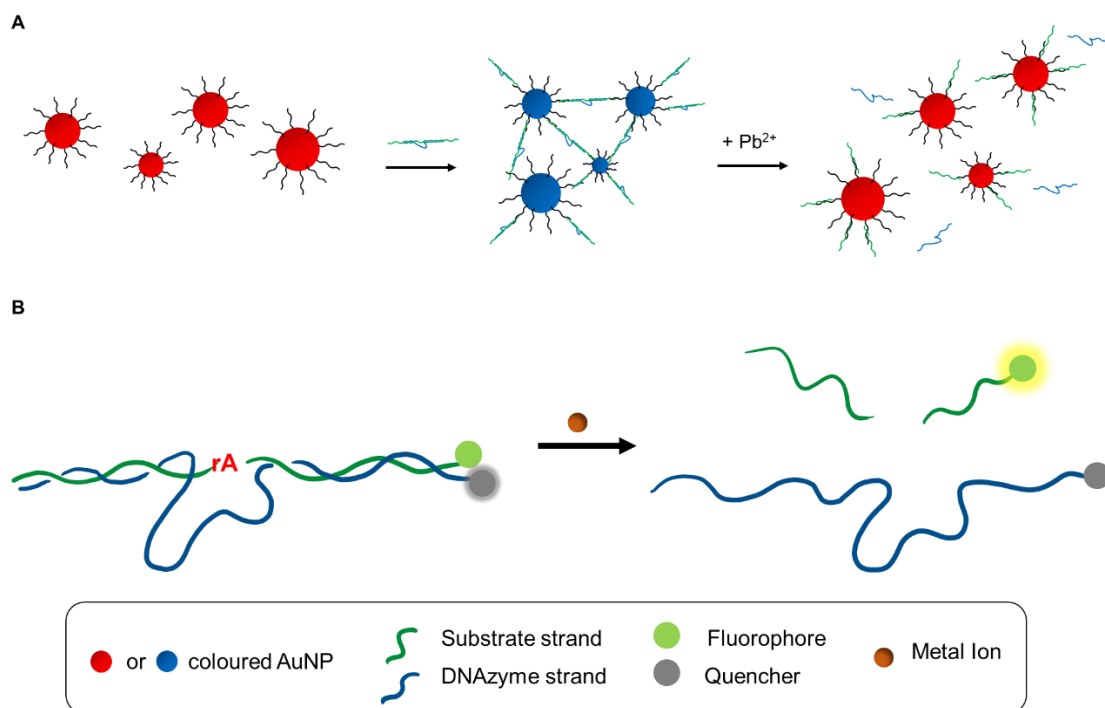 A
+ Pb²⁺
B
rA
or coloured AuNP
Substrate strand
DNAzyme strand
Fluorophore
Quencher
Metal Ion